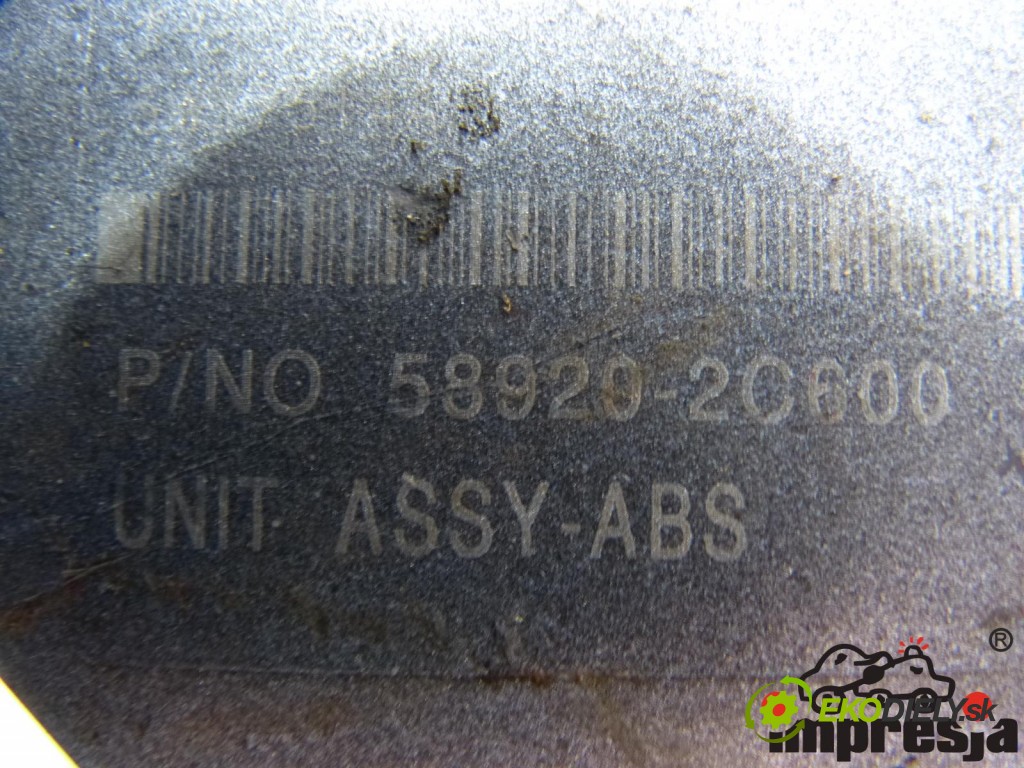 P/NO 58920-2C600
UNIT ASSY-ABS
®
EKODIELY.sk
impresja